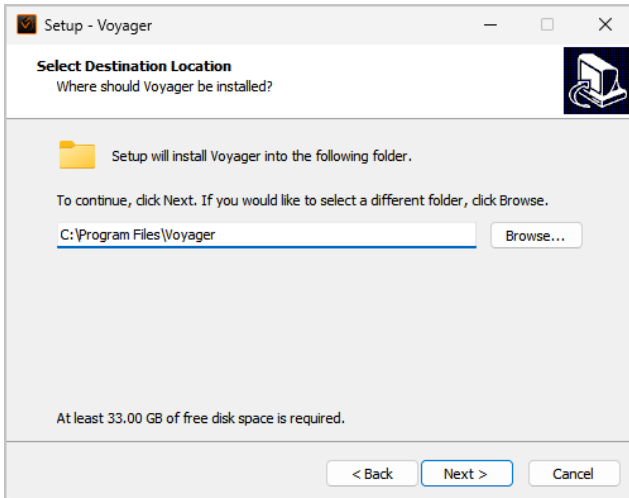 Setup - Voyager
Select Destination Location
Where should Voyager be installed?
Setup will install Voyager into the following folder.
To continue, click Next. If you would like to select a different folder, click Browse.
C:\Program Files\Voyager
Browse...
At least 33.00 GB of free disk space is required.
< Back
Next >
Cancel